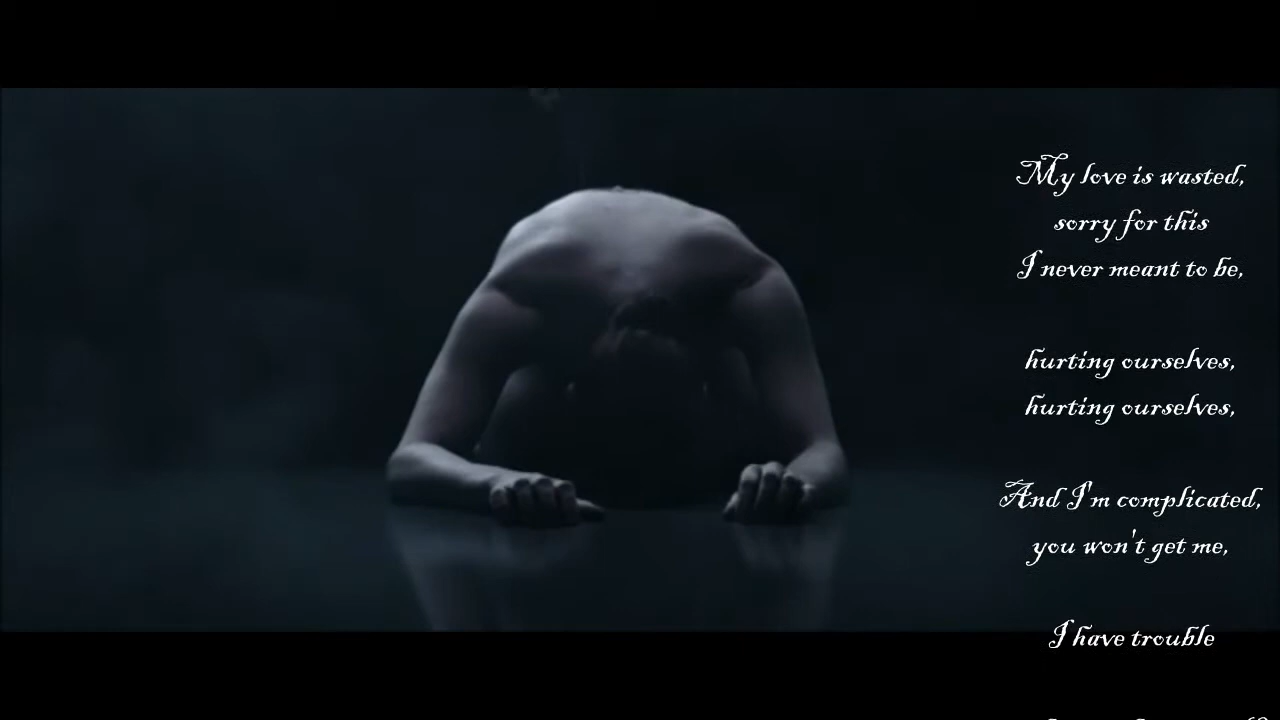 My love is wasted,
sorry for this
I never meant to be,
hurting ourselves,
hurting ourselves,
And I'm complicated,
you won't get me,
I have trouble